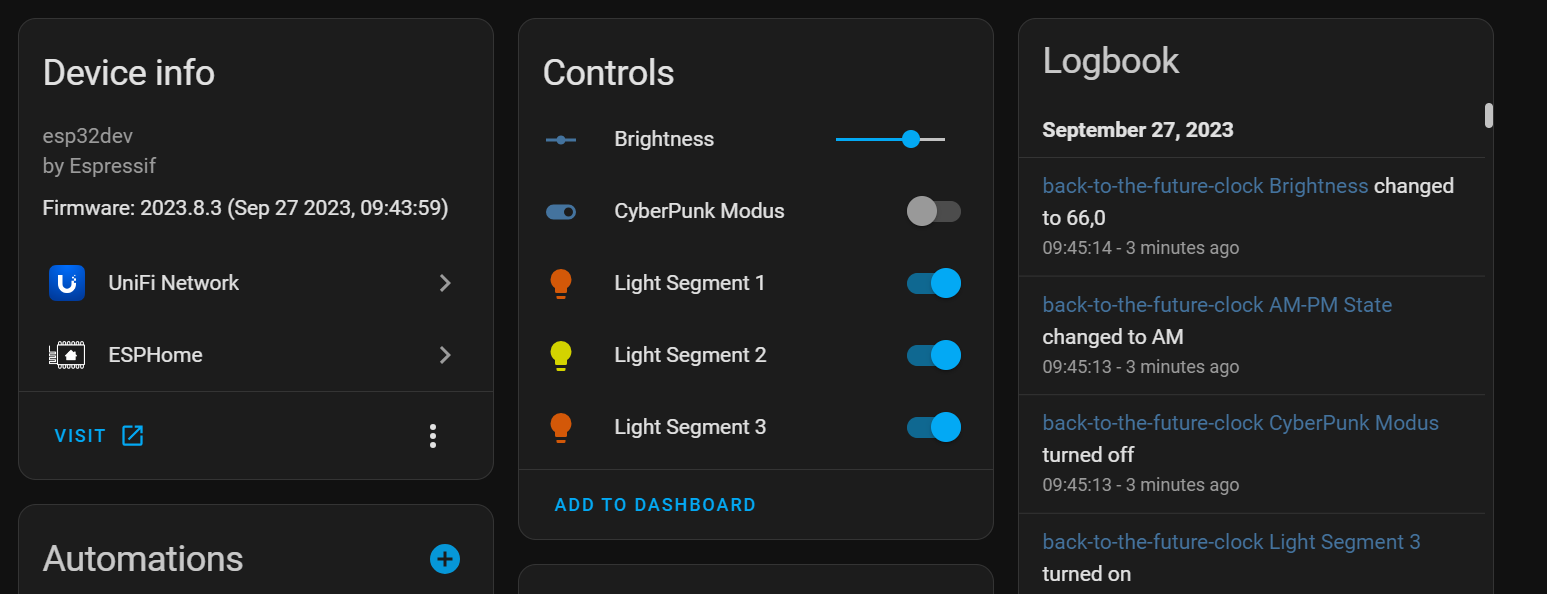 Device info
esp32dev
by Espressif
Firmware: 2023.8.3 (Sep 27 2023, 09:43:59)
UniFi Network
ESPHome
VISIT
Automations
Controls
Brightness
CyberPunk Modus
Light Segment 1
Light Segment 2
Light Segment 3
ADD TO DASHBOARD
Logbook
September 27, 2023
back-to-the-future-clock Brightness changed
to 66,0
09:45:14 - 3 minutes ago
back-to-the-future-clock AM-PM State
changed to AM
09:45:13 - 3 minutes ago
back-to-the-future-clock CyberPunk Modus
turned off
09:45:13 - 3 minutes ago
back-to-the-future-clock Light Segment 3
turned on